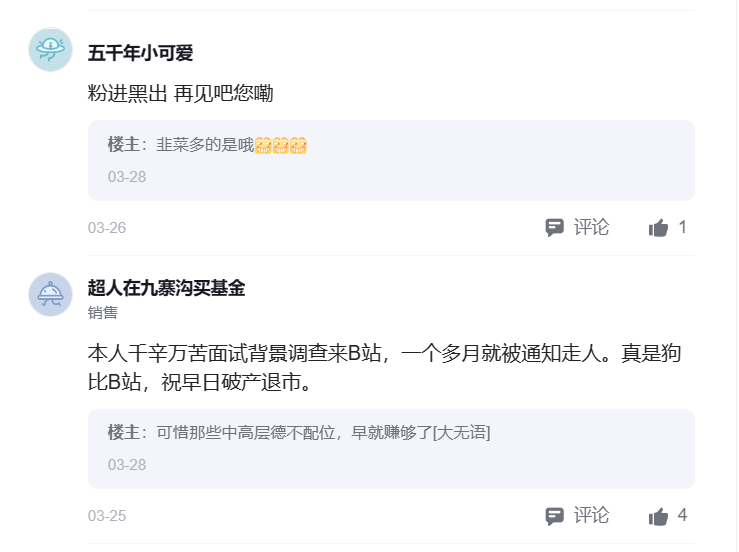 五千年小可爱
粉进黑出 再见吧您嘞
楼主：韭菜多的是哦
03-28
03-26 评论 1
超人在九寨沟买基金
销售
本人千辛万苦面试背景调查来B站，一个多月就被通知走人。真是狗
比B站，祝早日破产退市。
楼主：可惜那些中高层德不配位，早就赚够了[大无语]
03-28
03-25 评论 4